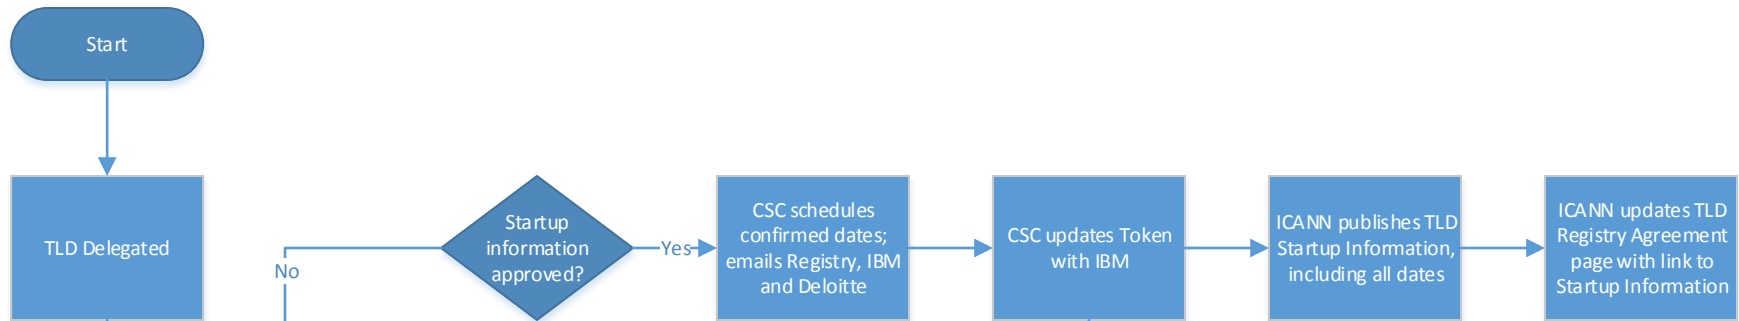 Start
TLD Delegated
No
Startup
information
approved?
Yes
CSC schedules
confirmed dates;
emails Registry, IBM
and Deloitte
CSC updates Token
with IBM
ICANN publishes TLD
Startup Information,
including all dates
ICANN updates TLD
Registry Agreement
page with link to
Startup Information